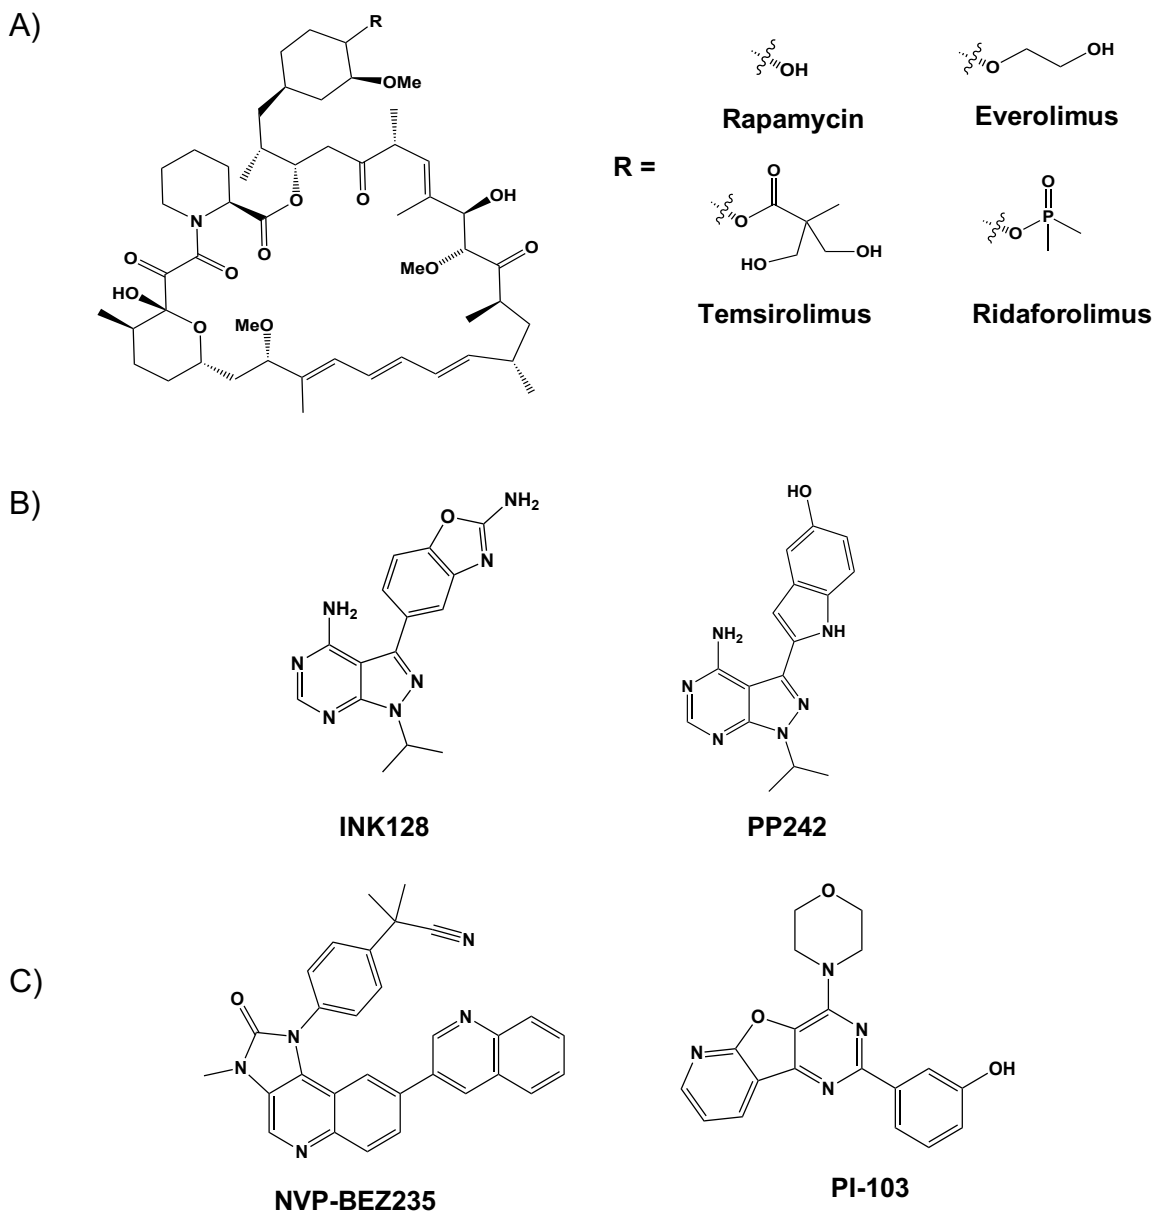 A)
R
OMe
O
O
OH
N
O
O
O
MeO
O
HO
O
MeO
R =
OH
Rapamycin
O
OH
Everolimus
O
O
HO
OH
Temsirolimus
O
P
O
Ridaforolimus
B)
O
NH2
N
NH2
N
N
N
N
INK128
HO
NH
NH2
N
N
N
N
PP242
C)
N
O
N
N
N
N
NVP-BEZ235
O
N
O
N
N
N
OH
PI-103